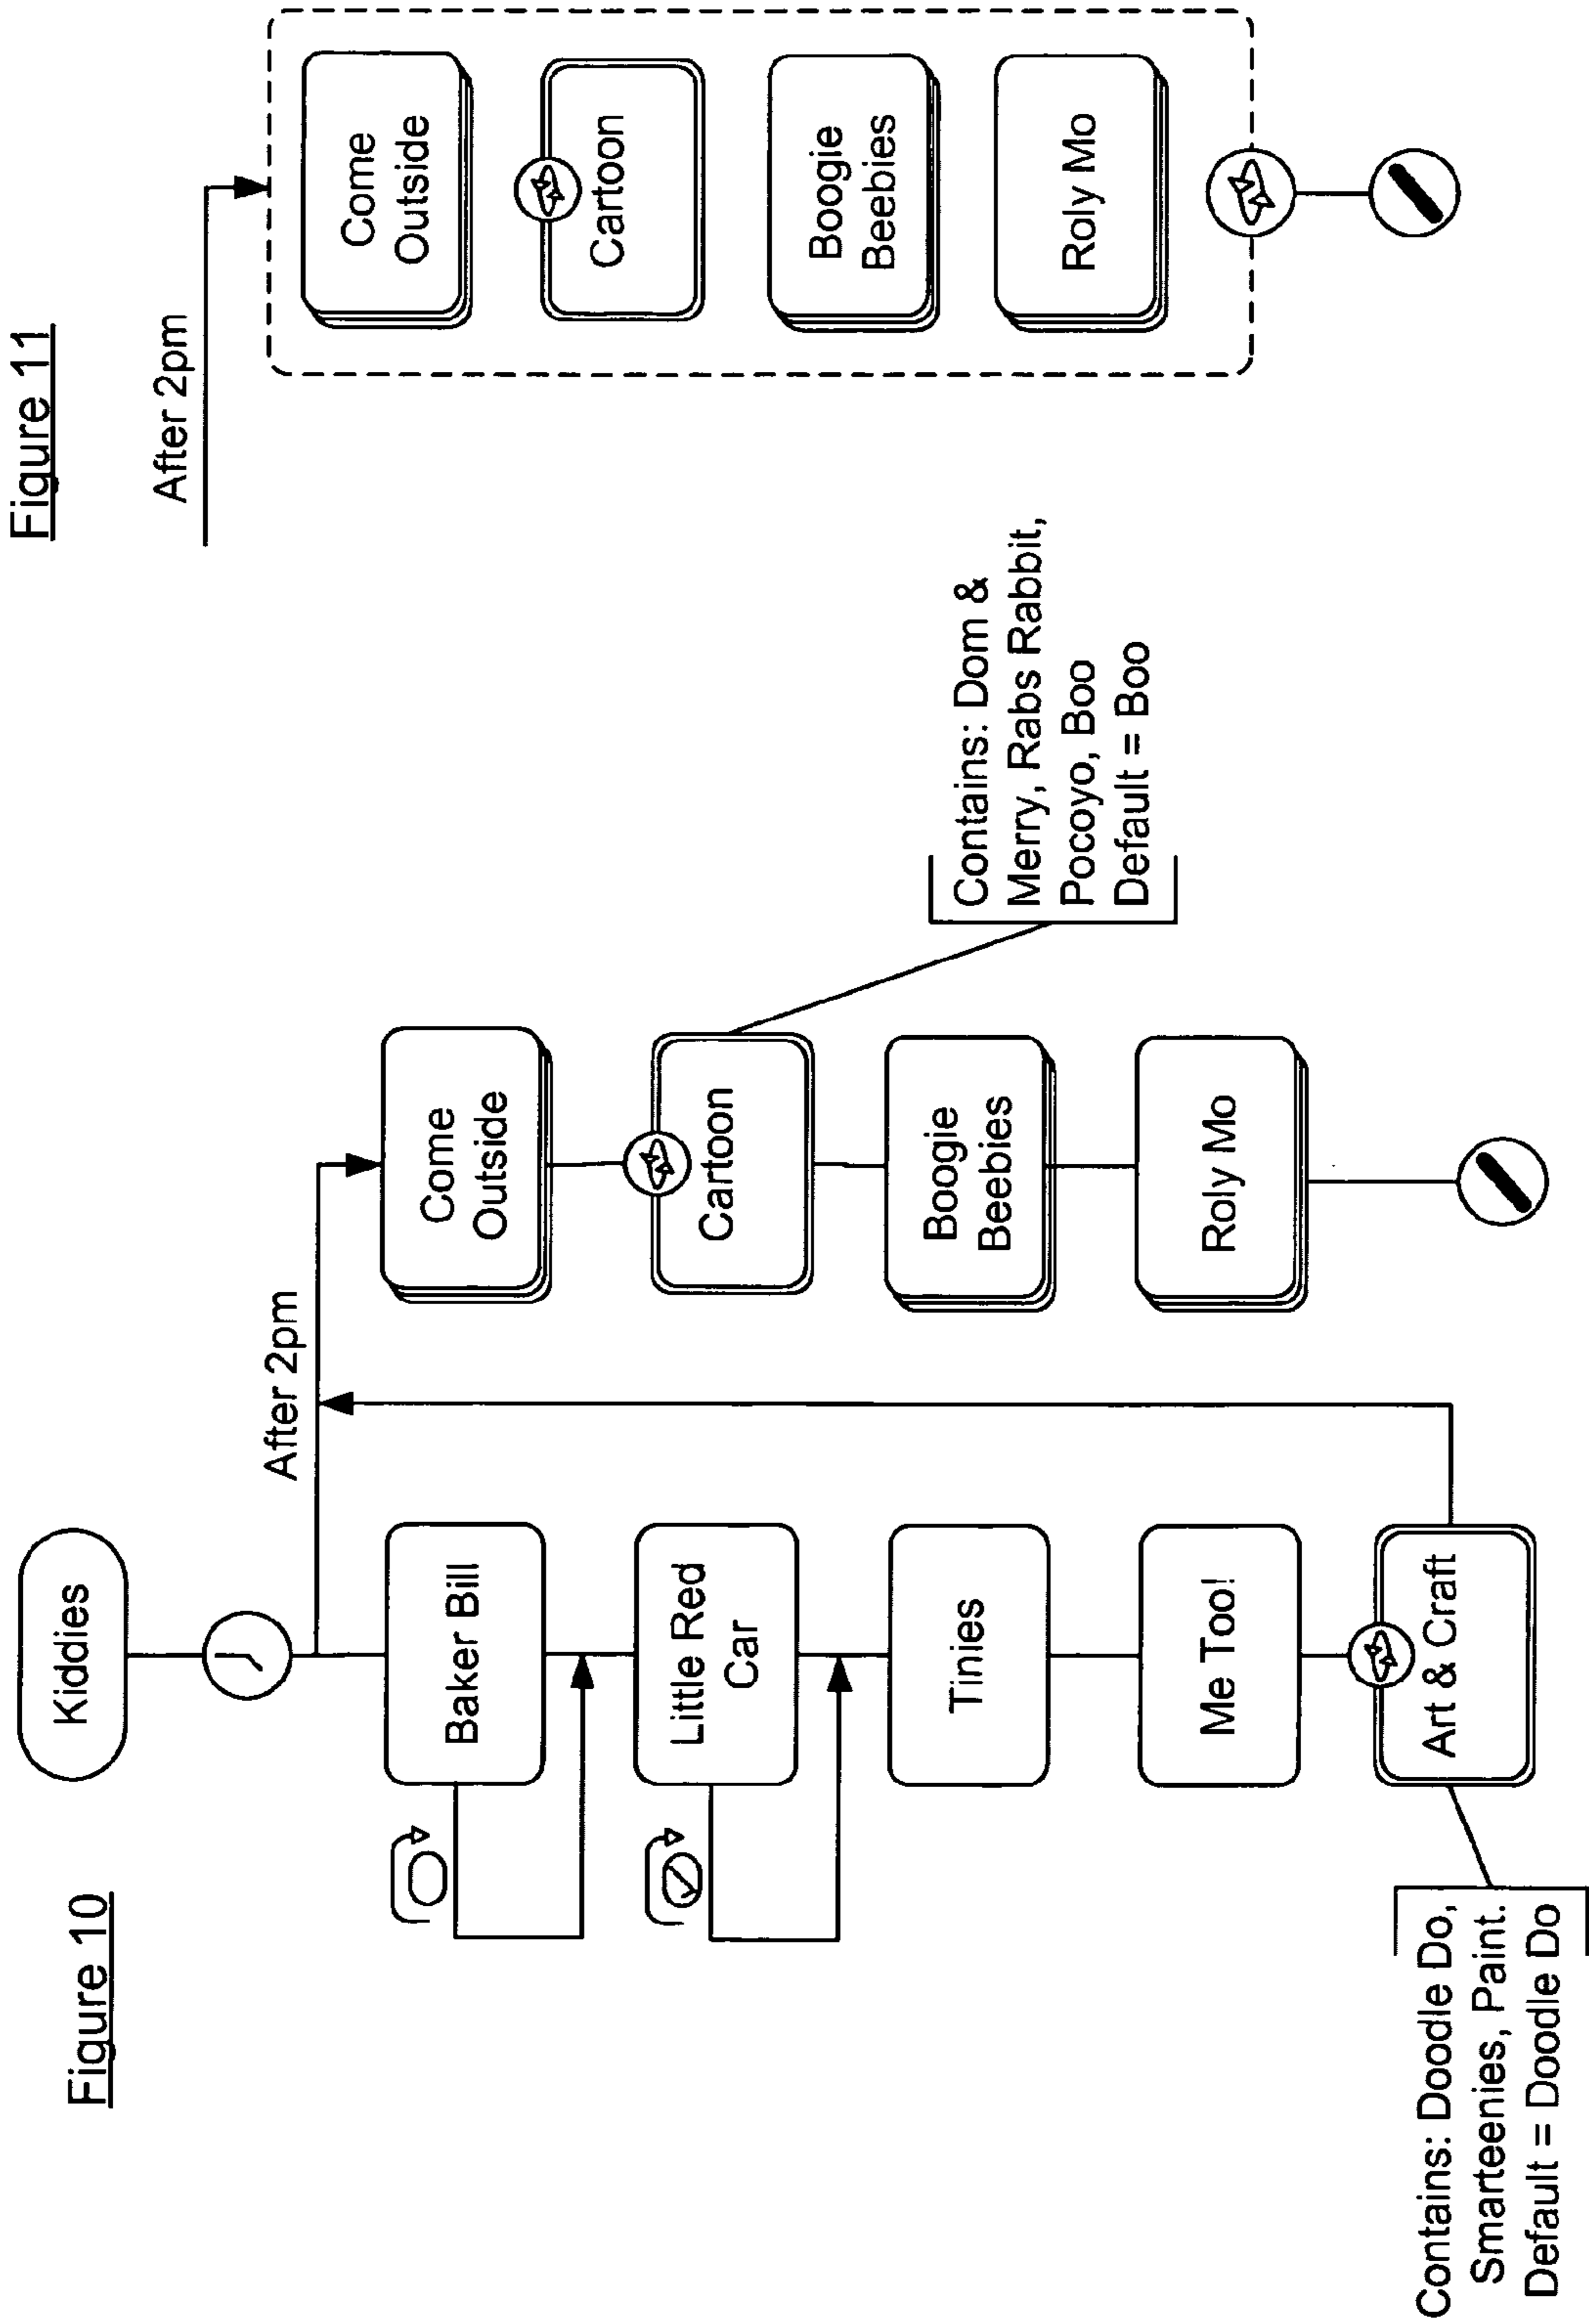 Figure 10
Kiddies
After 2pm
Baker Bill
Little Red
Car
Tinies
Me Too!
Art & Craft
Contains: Doodle Do,
Smarteenies, Paint.
Default = Doodle Do
Come
Outside
Cartoon
Boogie
Beebies
Roly Mo
Contains: Dom &
Merry, Rabs Rabbit,
Pocoyo, Boo
Default = Boo
Figure 11
After 2pm
Come
Outside
Cartoon
Boogie
Beebies
Roly Mo